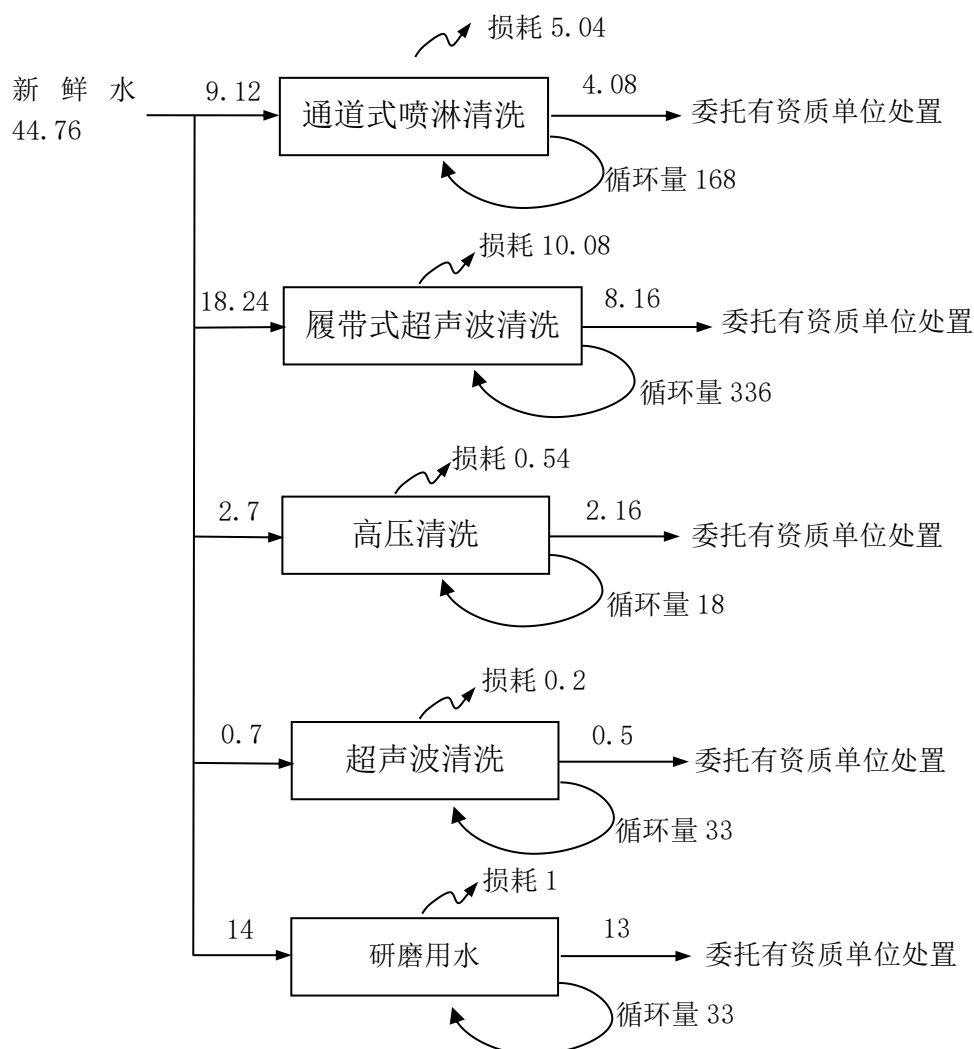 损耗 5.04
新鲜水
44.76
9.12
通道式喷淋清洗
4.08
委托有资质单位处置
循环量 168
损耗 10.08
18.24
履带式超声波清洗
8.16
委托有资质单位处置
循环量 336
损耗 0.54
2.7
高压清洗
2.16
委托有资质单位处置
循环量 18
损耗 0.2
0.7
超声波清洗
0.5
委托有资质单位处置
循环量 33
损耗 1
14
研磨用水
13
委托有资质单位处置
循环量 33